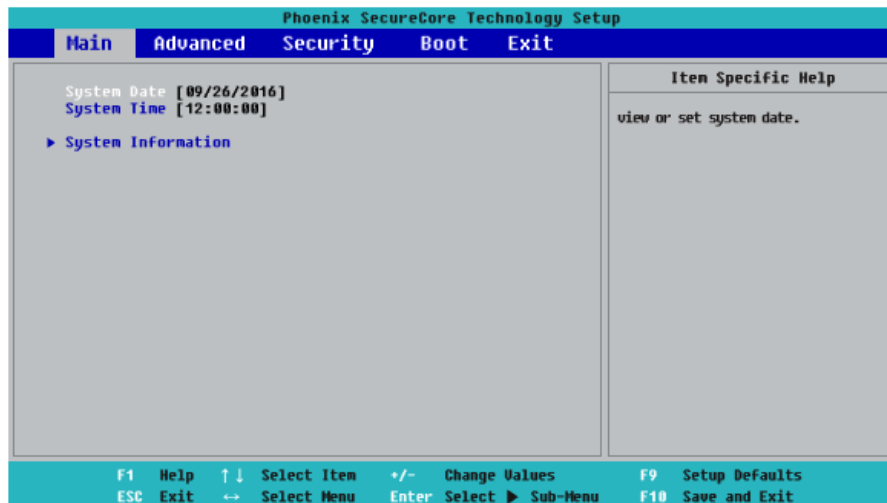 Phoenix SecureCore Technology Setup
Main Advanced Security Boot Exit
System Date [09/26/2016]
System Time [12:00:00]
▶ System Information
Item Specific Help
view or set system date.
F1 Help ↑↓ Select Item +/- Change Values F9 Setup Defaults
ESC Exit ↔ Select Menu Enter Select ▶ Sub-Menu F10 Save and Exit